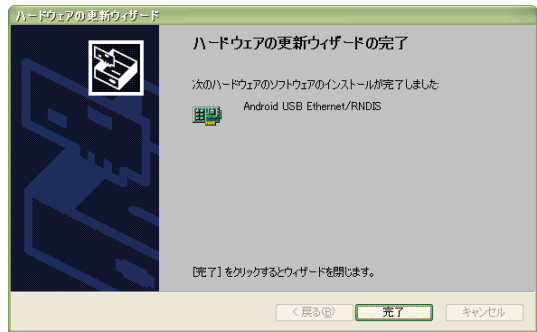 ハードウェアの更新ウィザード
ハードウェアの更新ウィザードの完了
次のハードウェアのソフトウェアのインストールが完了しました:
Android USB Ethernet/RNDIS
[完了] をクリックするとウィザードを閉じます。
< 戻る(B)
完了
キャンセル